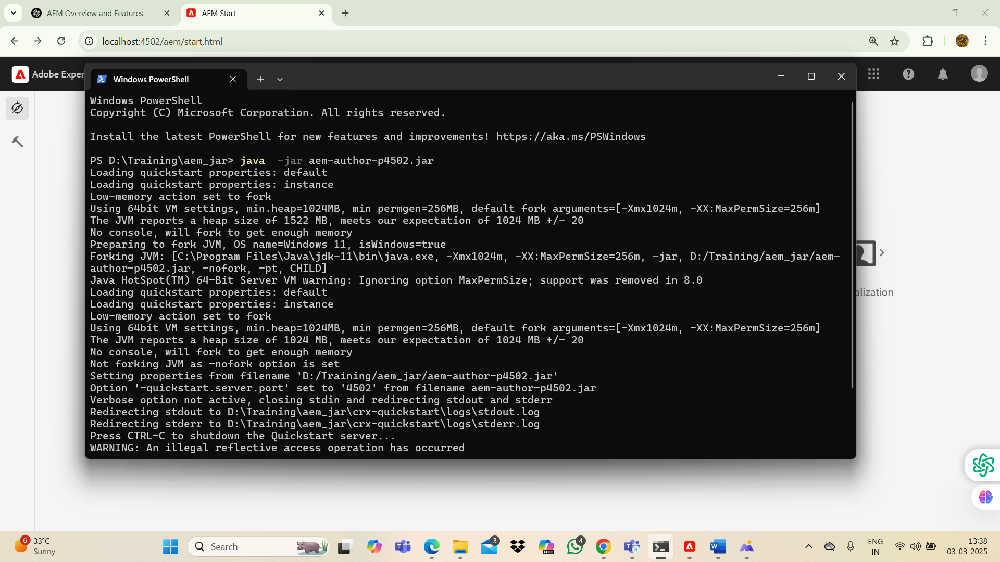 AEM Overview and Features
AEM Start
localhost:4502/aem/start.html
Adobe Exper
Windows PowerShell
Windows PowerShell
Copyright (C) Microsoft Corporation. All rights reserved.
Install the latest PowerShell for new features and improvements! https://aka.ms/PSWindows
PS D:\Training\aem_jar> java  -jar aem-author-p4502.jar
Loading quickstart properties: default
Loading quickstart properties: instance
Low-memory action set to fork
Using 64bit VM settings, min.heap=1024MB, min permgen=256MB, default fork arguments=[-Xmx1024m, -XX:MaxPermSize=256m]
The JVM reports a heap size of 1522 MB, meets our expectation of 1024 MB +/- 20
No console, will fork to get enough memory
Preparing to fork JVM, OS name=Windows 11, isWindows=true
Forking JVM: [C:\Program Files\Java\jdk-11\bin\java.exe, -Xmx1024m, -XX:MaxPermSize=256m, -jar, D:/Training/aem_jar/aem-
author-p4502.jar, -nofork, -pt, CHILD]
Java HotSpot(TM) 64-Bit Server VM warning: Ignoring option MaxPermSize; support was removed in 8.0
Loading quickstart properties: default
Loading quickstart properties: instance
Low-memory action set to fork
Using 64bit VM settings, min.heap=1024MB, min permgen=256MB, default fork arguments=[-Xmx1024m, -XX:MaxPermSize=256m]
The JVM reports a heap size of 1024 MB, meets our expectation of 1024 MB +/- 20
No console, will fork to get enough memory
Not forking JVM as -nofork option is set
Setting properties from filename 'D:/Training/aem_jar/aem-author-p4502.jar'
Option '-quickstart.server.port' set to '4502' from filename aem-author-p4502.jar
Verbose option not active, closing stdin and redirecting stdout and stderr
Redirecting stdout to D:\Training\aem_jar\crx-quickstart\logs\stdout.log
Redirecting stderr to D:\Training\aem_jar\crx-quickstart\logs\stderr.log
Press CTRL-C to shutdown the Quickstart server...
WARNING: An illegal reflective access operation has occurred
alization
6
33°C
Sunny
Search
M365
3
4
ENG
IN
13:38
03-03-2025